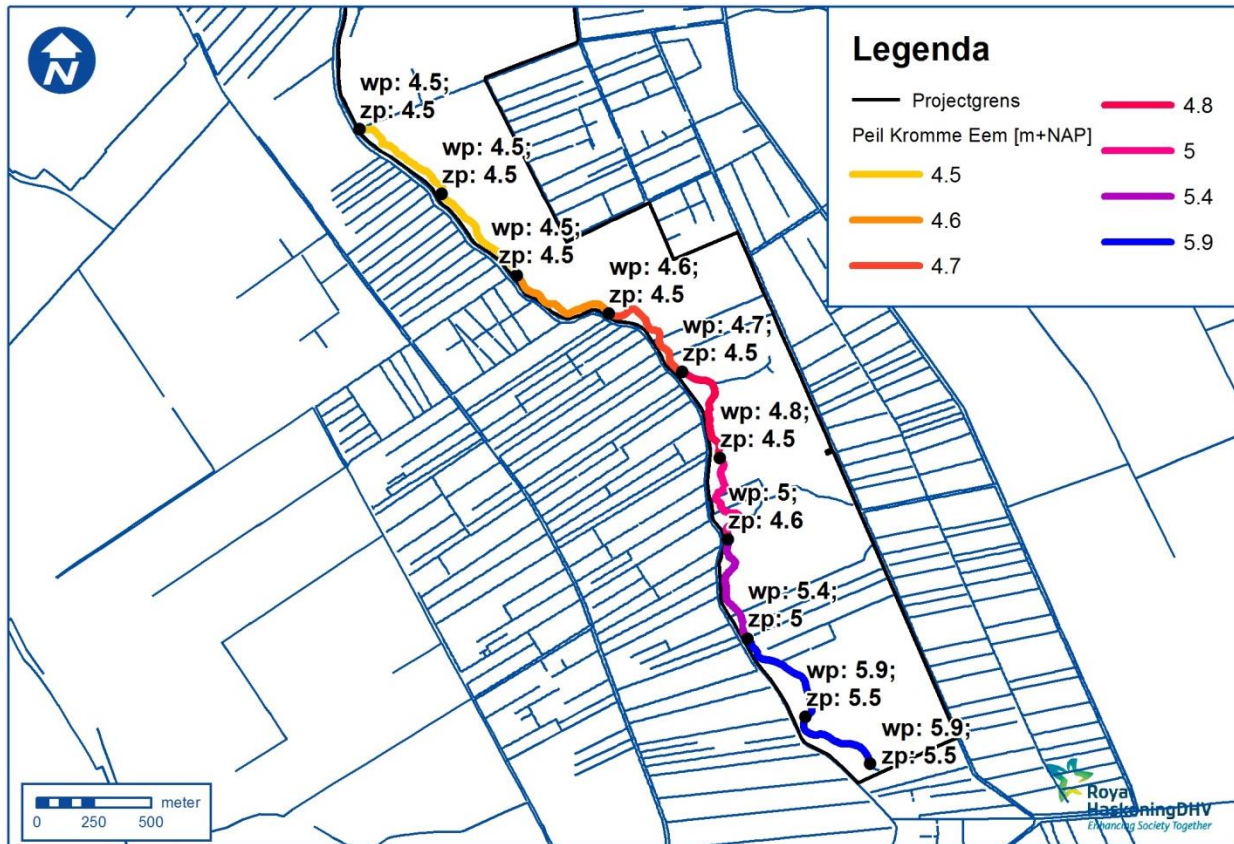 N
wp: 4.5;
zp: 4.5
wp: 4.5;
zp: 4.5
wp: 4.5;
zp: 4.5
wp: 4.6;
zp: 4.5
wp: 4.7;
zp: 4.5
wp: 4.8;
zp: 4.5
wp: 5;
zp: 4.6
wp: 5.4;
zp: 5
wp: 5.9;
zp: 5.5
wp: 5.9;
zp: 5.5
Legenda
Projectgrens
Peil Kromme Eem [m+NAP]
4.5
4.6
4.7
4.8
5
5.4
5.9
meter
0 250 500
Royal
HaskoningDHV
Enhancing Society Together